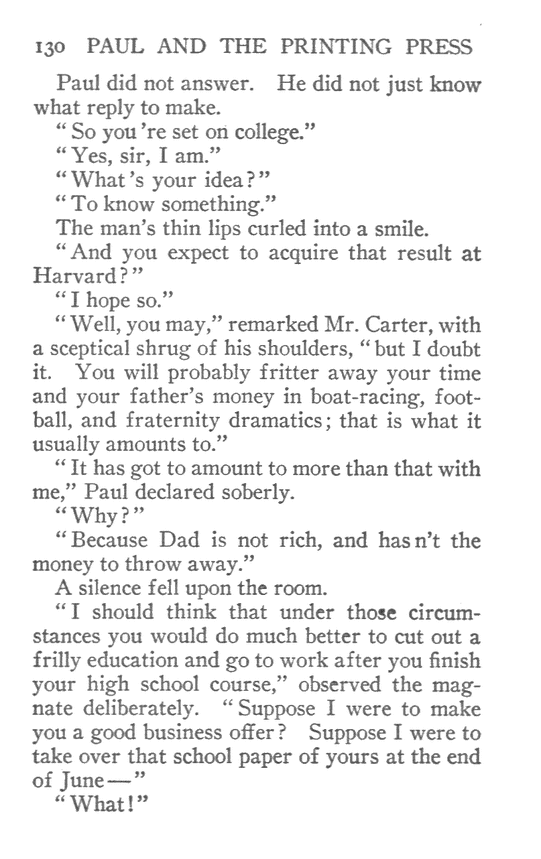 130 PAUL AND THE PRINTING PRESS
Paul did not answer. He did not just know
what reply to make.
“So you’re set on college.”
“Yes, sir, I am.”
“What’s your idea?”
“To know something.”
The man’s thin lips curled into a smile.
“And you expect to acquire that result at
Harvard?”
“I hope so.”
“Well, you may,” remarked Mr. Carter, with
a sceptical shrug of his shoulders, “but I doubt
it. You will probably fritter away your time
and your father’s money in boat-racing, foot-
ball, and fraternity dramatics; that is what it
usually amounts to.”
“It has got to amount to more than that with
me,” Paul declared soberly.
“Why?”
“Because Dad is not rich, and hasn’t the
money to throw away.”
A silence fell upon the room.
“I should think that under those circum-
stances you would do much better to cut out a
frilly education and go to work after you finish
your high school course,” observed the mag-
nate deliberately. “Suppose I were to make
you a good business offer? Suppose I were to
take over that school paper of yours at the end
of June—”
“What!”